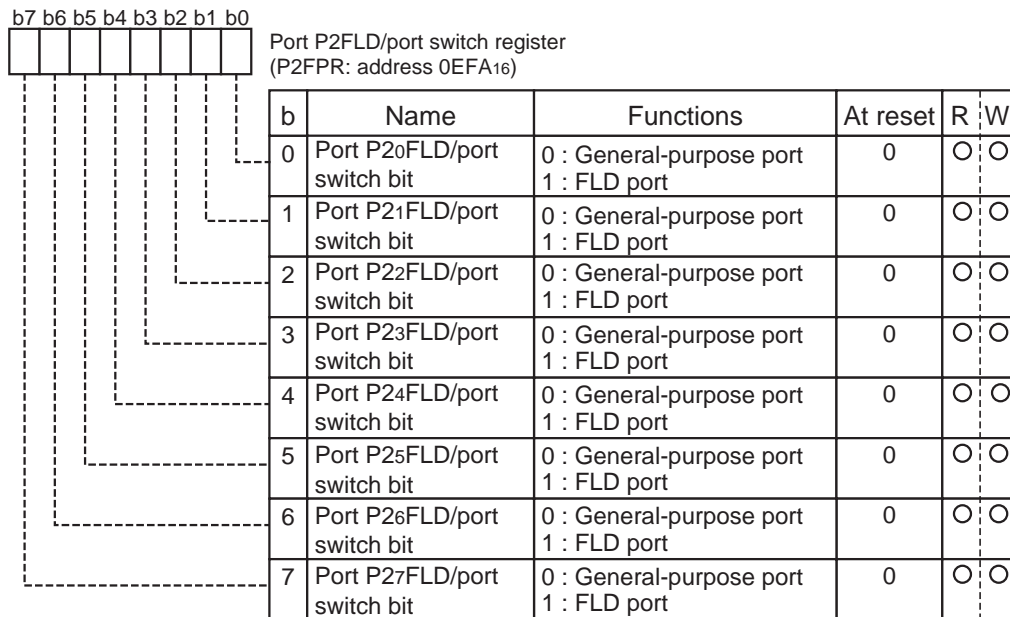 b7 b6 b5 b4 b3 b2 b1 b0
Port P2FLD/port switch register
(P2FPR: address 0EFA16)
b Name Functions At reset R W
0 Port P20FLD/port 0 : General-purpose port 0 O O
switch bit 1 : FLD port
1 Port P21FLD/port 0 : General-purpose port 0 O O
switch bit 1 : FLD port
2 Port P22FLD/port 0 : General-purpose port 0 O O
switch bit 1 : FLD port
3 Port P23FLD/port 0 : General-purpose port 0 O O
switch bit 1 : FLD port
4 Port P24FLD/port 0 : General-purpose port 0 O O
switch bit 1 : FLD port
5 Port P25FLD/port 0 : General-purpose port 0 O O
switch bit 1 : FLD port
6 Port P26FLD/port 0 : General-purpose port 0 O O
switch bit 1 : FLD port
7 Port P27FLD/port 0 : General-purpose port 0 O O
switch bit 1 : FLD port